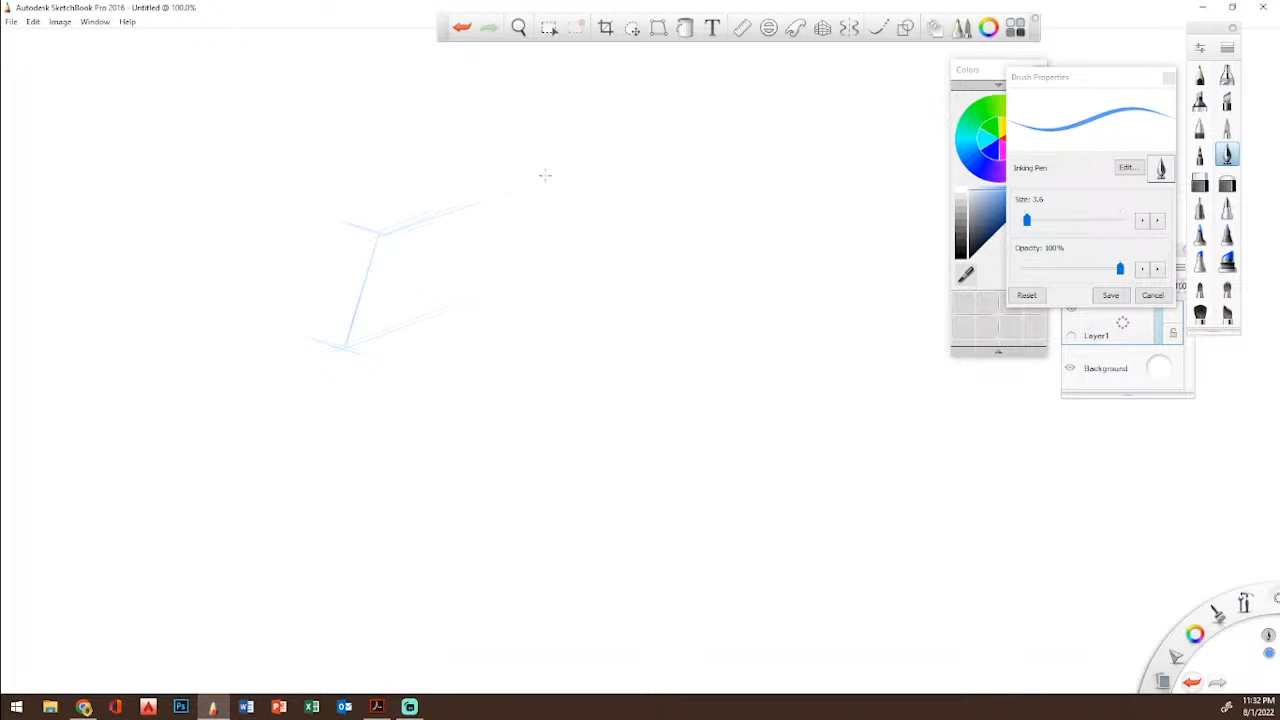 Autodesk SketchBook Pro 2016 - Untitled @ 100.0%
File Edit Image Window Help
Colors
Brush Properties
Inking Pen
Edit...
Size: 3.6
Opacity: 100%
Reset
Save
Cancel
100
Layer1
Background
11:32 PM
8/1/2022